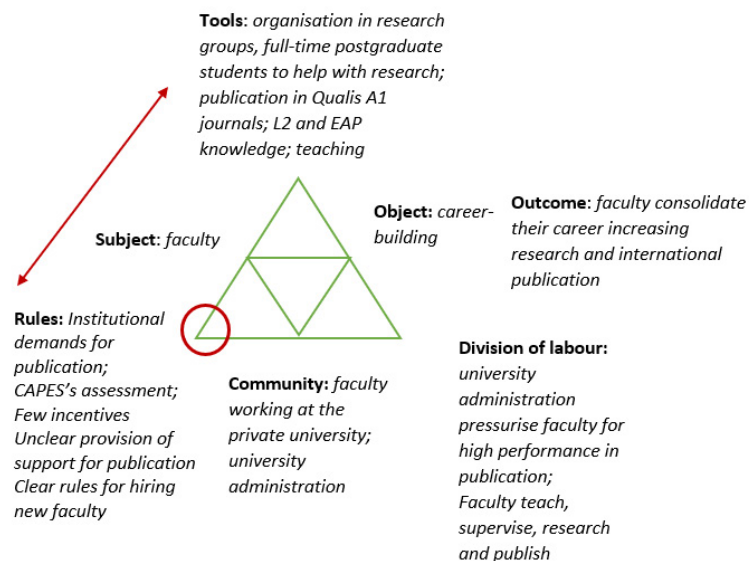 Tools: organisation in research
groups, full-time postgraduate
students to help with research;
publication in Qualis A1
journals; L2 and EAP
knowledge; teaching
Subject: faculty
Object: career-
building
Outcome: faculty consolidate
their career increasing
research and international
publication
Rules: Institutional
demands for
publication;
CAPES's assessment;
Few incentives
Unclear provision of
support for publication
Clear rules for hiring
new faculty
Community: faculty
working at the
private university;
university
administration
Division of labour:
university
administration
pressurise faculty for
high performance in
publication;
Faculty teach,
supervise, research
and publish